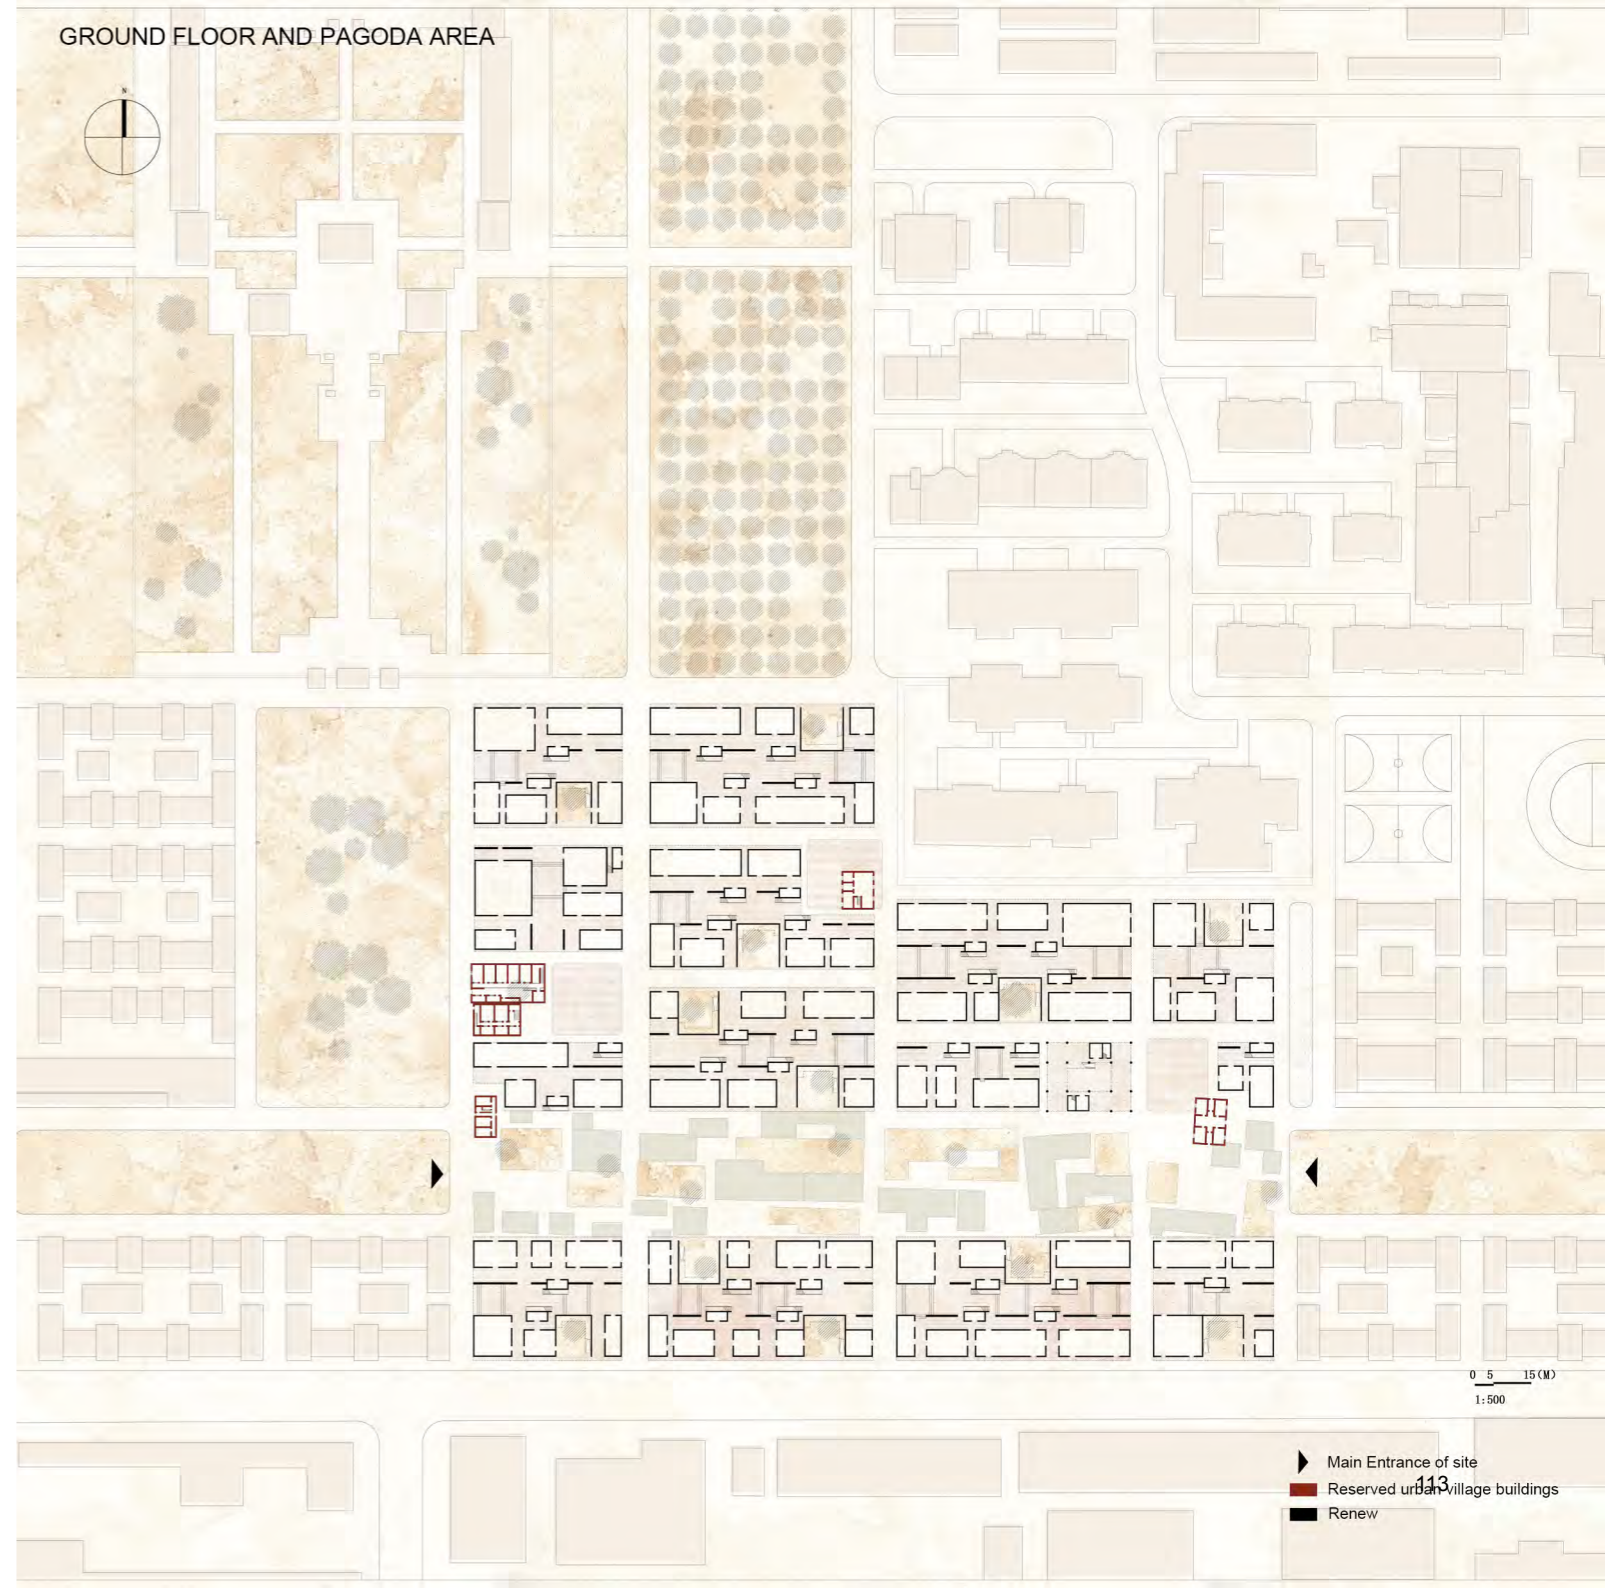 GROUND FLOOR AND PAGODA AREA
N
0 5 15(M)
1:500
Main Entrance of site
113
Reserved urban village buildings
Renew